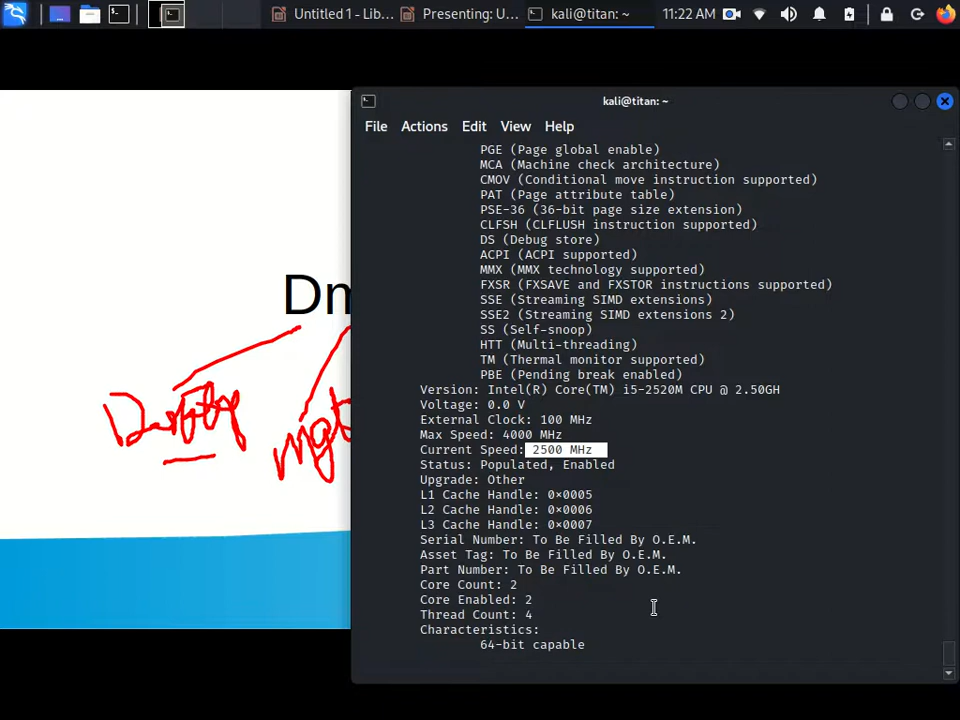 Untitled 1 - Lib...
Presenting: U...
kali@titan: ~
11:22 AM
kali@titan: ~
File Actions Edit View Help
PGE (Page global enable)
MCA (Machine check architecture)
CMOV (Conditional move instruction supported)
PAT (Page attribute table)
PSE-36 (36-bit page size extension)
CLFSH (CLFLUSH instruction supported)
DS (Debug store)
ACPI (ACPI supported)
MMX (MMX technology supported)
FXSR (FXSAVE and FXSTOR instructions supported)
SSE (Streaming SIMD extensions)
SSE2 (Streaming SIMD extensions 2)
SS (Self-snoop)
HTT (Multi-threading)
TM (Thermal monitor supported)
PBE (Pending break enabled)
Version: Intel(R) Core(TM) i5-2520M CPU @ 2.50GH
Voltage: 0.0 V
External Clock: 100 MHz
Max Speed: 4000 MHz
Current Speed: 2500 MHz
Status: Populated, Enabled
Upgrade: Other
L1 Cache Handle: 0×0005
L2 Cache Handle: 0×0006
L3 Cache Handle: 0×0007
Serial Number: To Be Filled By O.E.M.
Asset Tag: To Be Filled By O.E.M.
Part Number: To Be Filled By O.E.M.
Core Count: 2
Core Enabled: 2
Thread Count: 4
Characteristics:
64-bit capable